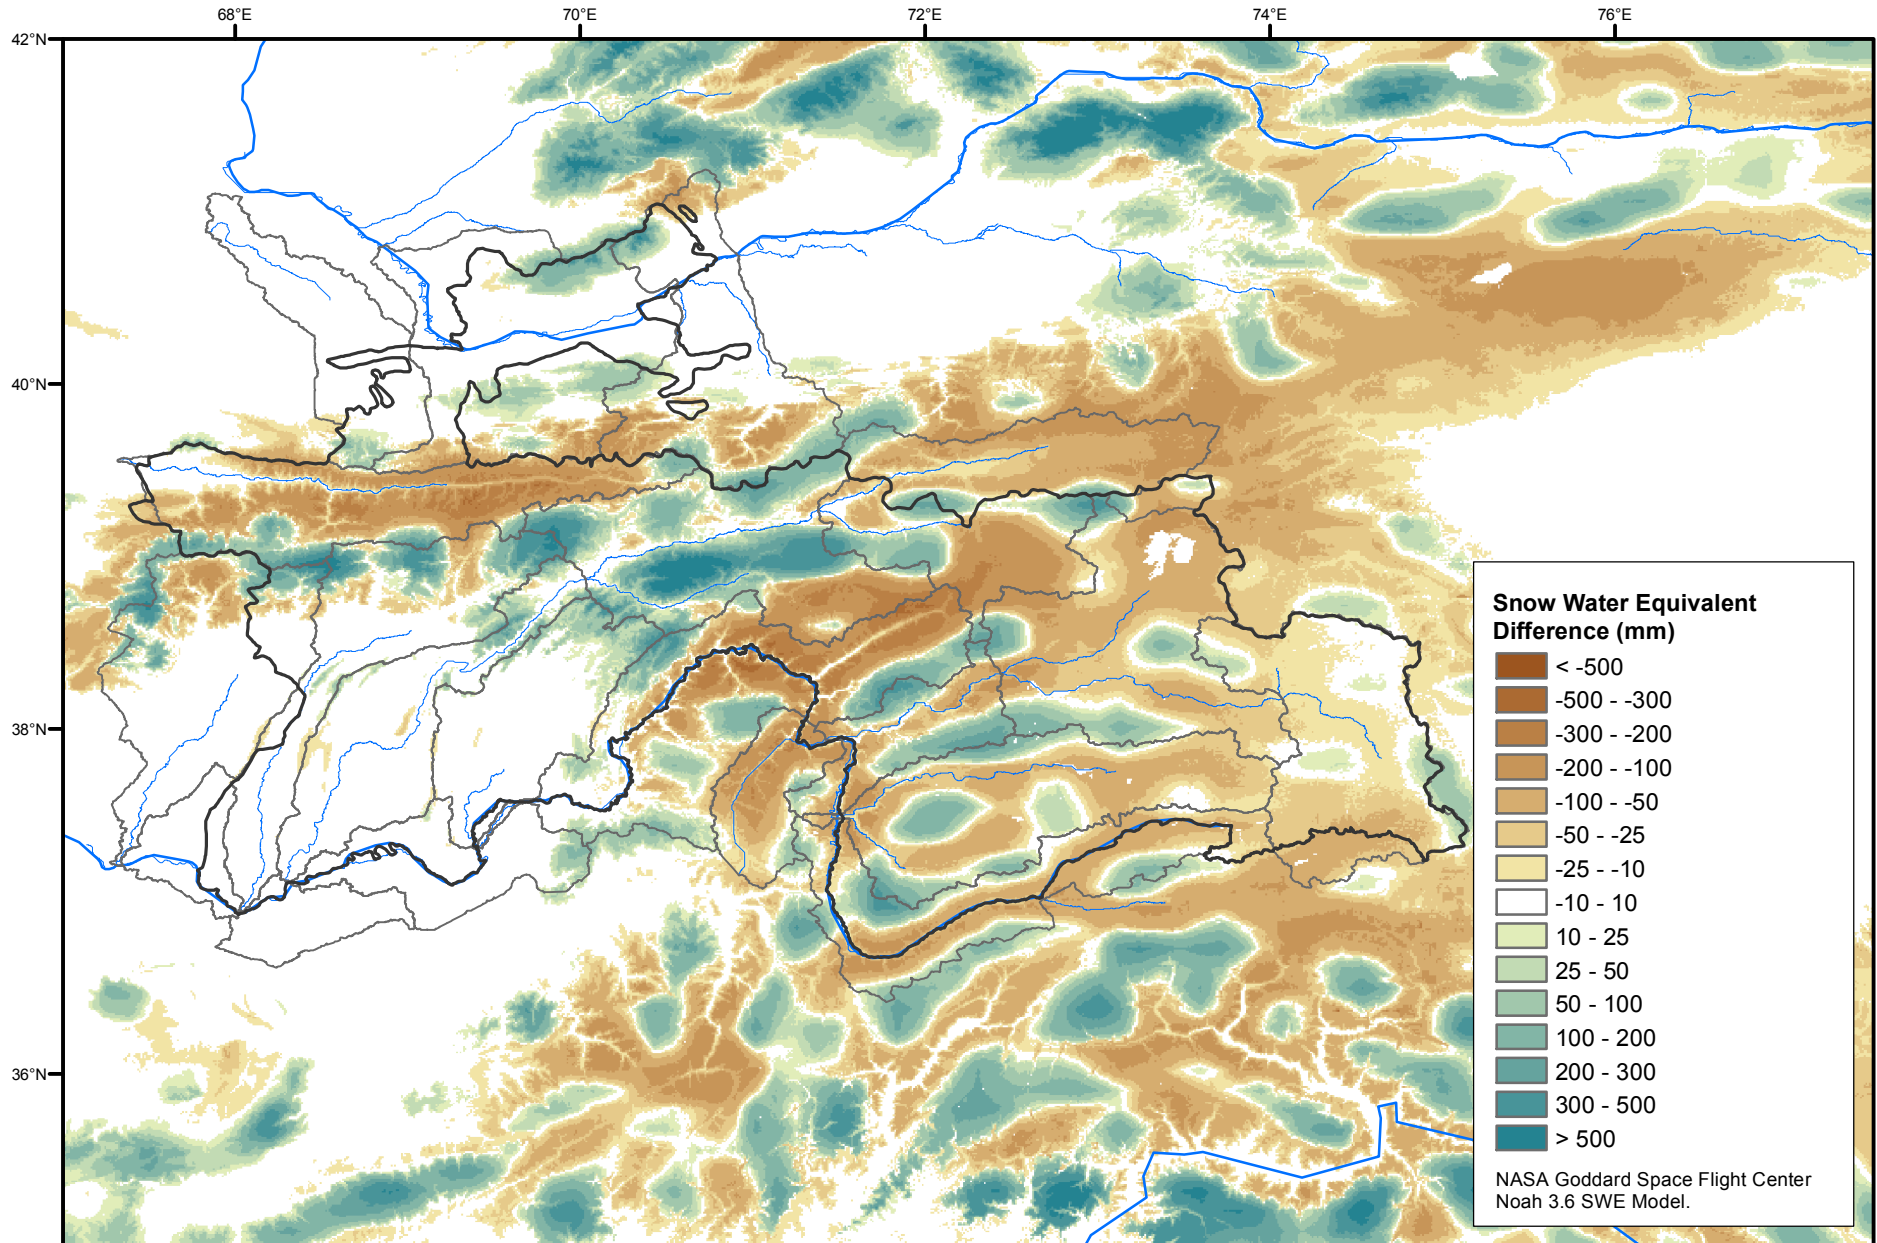 68°E 70°E 72°E 74°E 76°E
42°N
40°N
38°N
36°N
Snow Water Equivalent
Difference (mm)
< -500
-500 - -300
-300 - -200
-200 - -100
-100 - -50
-50 - -25
-25 - -10
-10 - 10
10 - 25
25 - 50
50 - 100
100 - 200
200 - 300
300 - 500
> 500
NASA Goddard Space Flight Center
Noah 3.6 SWE Model.